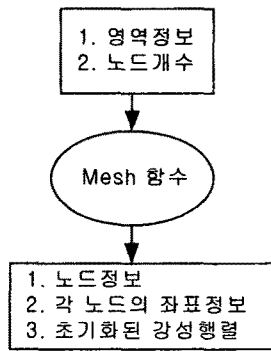 1. 영역정보
2. 노드개수
Mesh 함수
1. 노드정보
2. 각 노드의 좌표정보
3. 초기화된 강성행렬